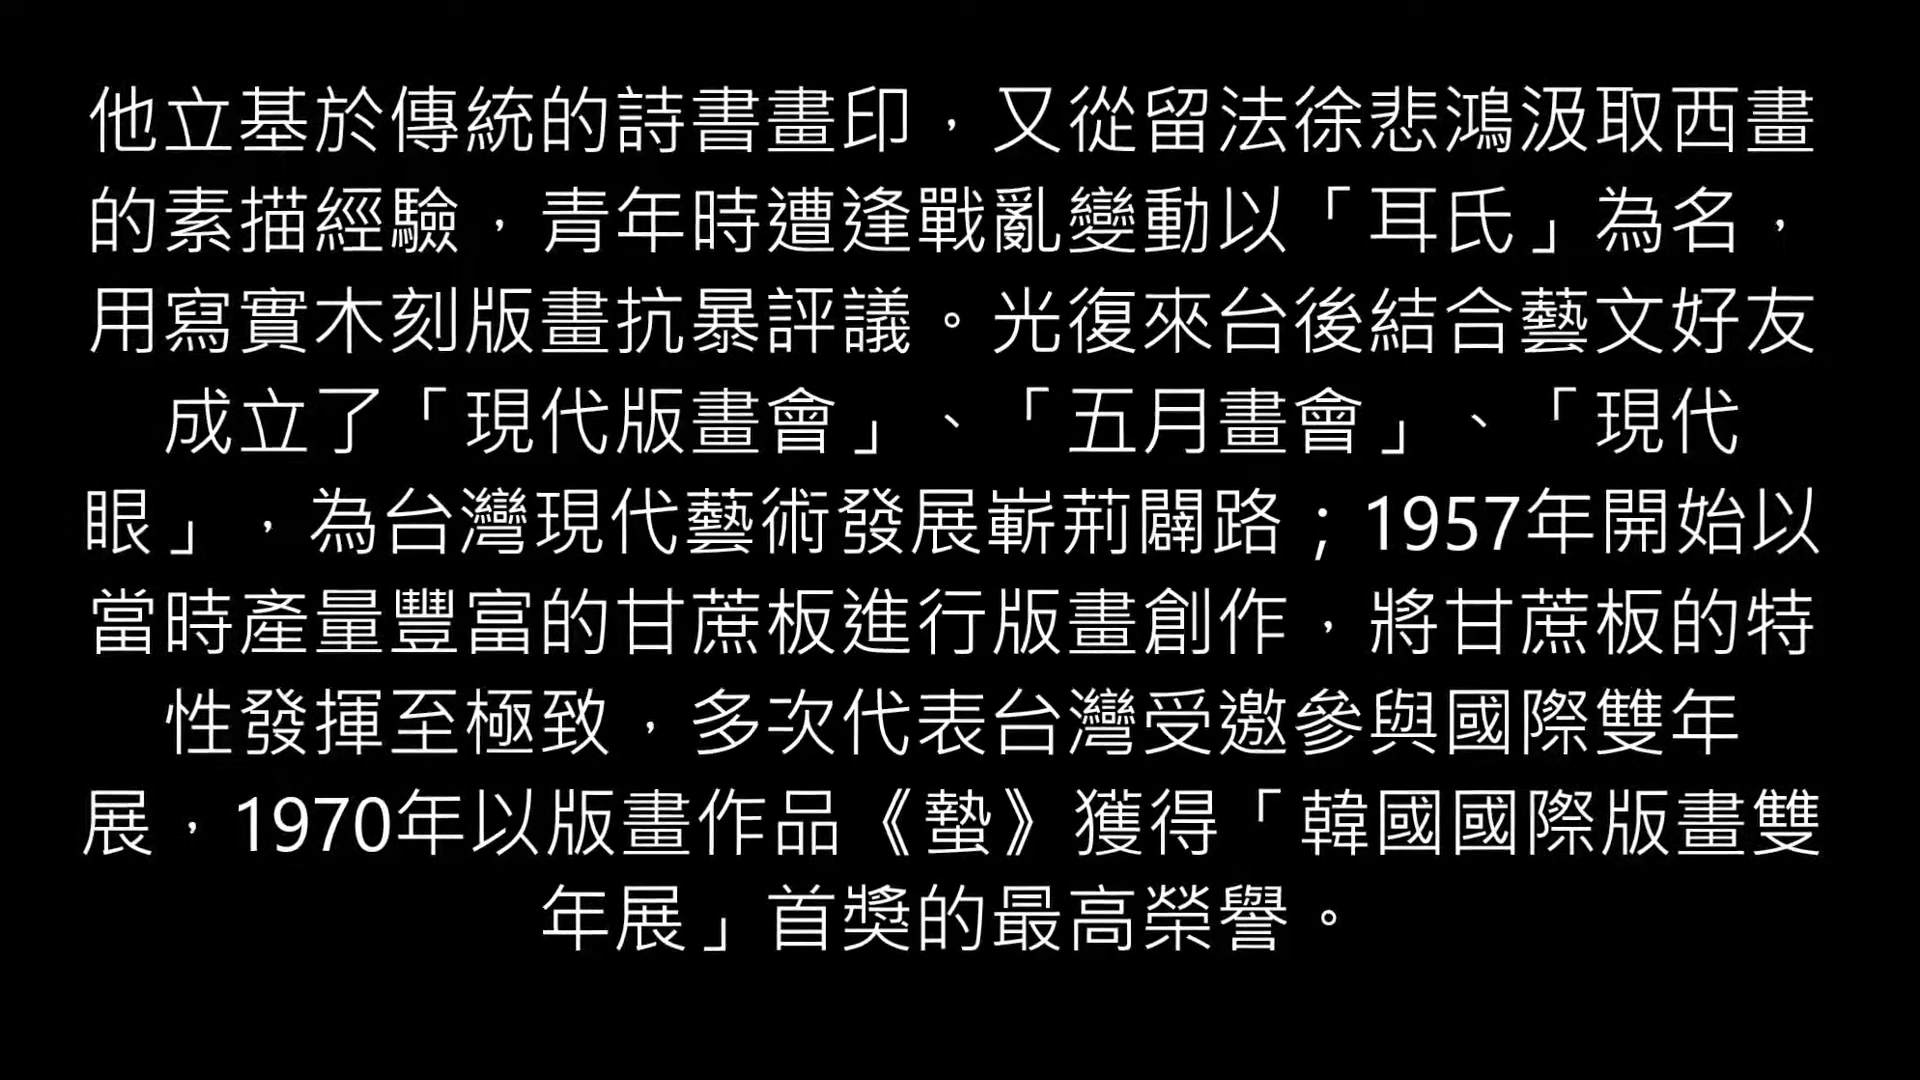 他立基於傳統的詩書畫印，又從留法徐悲鴻汲取西畫
的素描經驗，青年時遭逢戰亂變動以「耳氏」為名，
用寫實木刻版畫抗暴評議。光復來台後結合藝文好友
成立了「現代版畫會」、「五月畫會」、「現代
眼」，為台灣現代藝術發展嶄荊闢路；1957年開始以
當時產量豐富的甘蔗板進行版畫創作，將甘蔗板的特
性發揮至極致，多次代表台灣受邀參與國際雙年
展，1970年以版畫作品《蟄》獲得「韓國國際版畫雙
年展」首獎的最高榮譽。